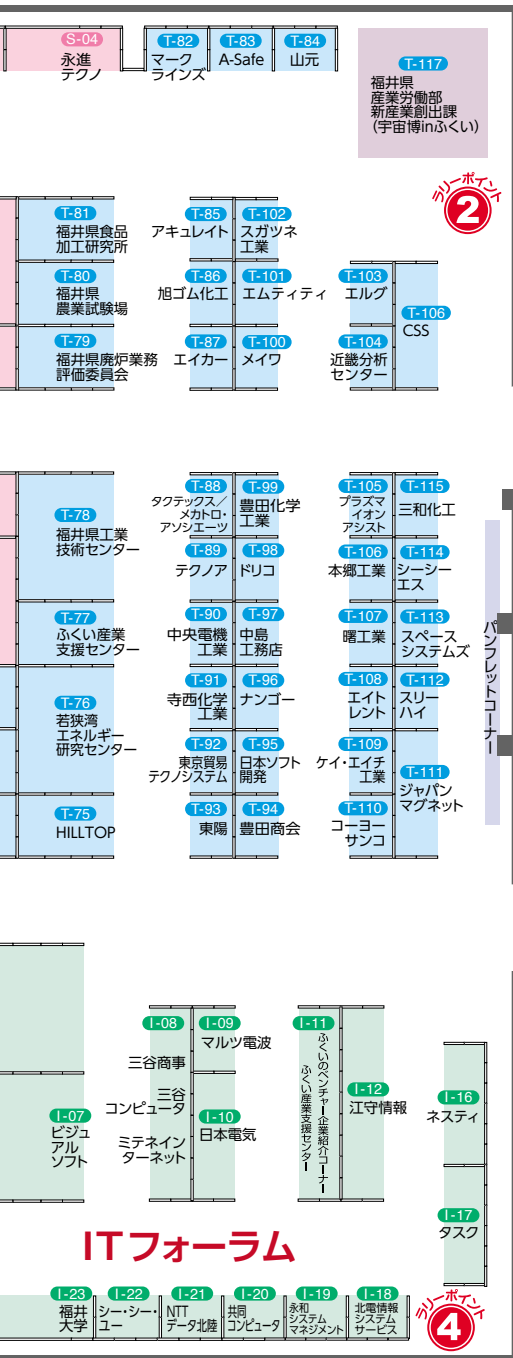 S-04
永進
テクノ
T-82
マーク
ラインズ
T-83
A-Safe
T-84
山元
T-117
福井県
産業労働部
新産業創出課
（宇宙博inふくい）
ラリーポイント
2
T-81
福井県食品
加工研究所
T-85
アキュレイト
T-102
スガツネ
工業
T-80
福井県
農業試験場
T-86
旭ゴム化工
T-101
エムティティ
T-103
エルグ
T-106
CSS
T-79
福井県廃炉業務
評価委員会
T-87
エイカー
T-100
メイワ
T-104
近畿分析
センター
T-78
福井県工業
技術センター
T-88
タクテックス／
メカトロ・
アソシエーツ
T-99
豊田化学
工業
T-105
プラズマ
イオン
アシスト
T-115
三和化工
T-89
テクノア
T-98
ドリコ
T-106
本郷工業
T-114
シーシー
エス
T-77
ふくい産業
支援センター
T-90
中央電機
工業
T-97
中島
工務店
T-107
曙工業
T-113
スペース
システムズ
パンフレットコーナー
T-76
若狭湾
エネルギー
研究センター
T-91
寺西化学
工業
T-96
ナンゴー
T-108
エイト
レント
T-112
スリー
ハイ
T-92
東京貿易
テクノシステム
T-95
日本ソフト
開発
T-109
ケイ・エイチ
工業
T-111
ジャパン
マグネット
T-75
HILLTOP
T-93
東陽
T-94
豊田商会
T-110
コーヨー
サンコ
I-08
三谷商事
三谷
コンピュータ
ミテネイン
ターネット
I-09
マルツ電波
I-10
日本電気
I-11
ふくいのベンチャー企業紹介コーナー
ふくい産業支援センター
I-12
江守情報
I-16
ネスティ
I-07
ビジュ
アル
ソフト
I-17
タスク
ITフォーラム
I-23
福井
大学
I-22
シー・シー・
ユー
I-21
NTT
データ北陸
I-20
共同
コンピュータ
I-19
永和
システム
マネジメント
I-18
北電情報
システム
サービス
ラリーポイント
4